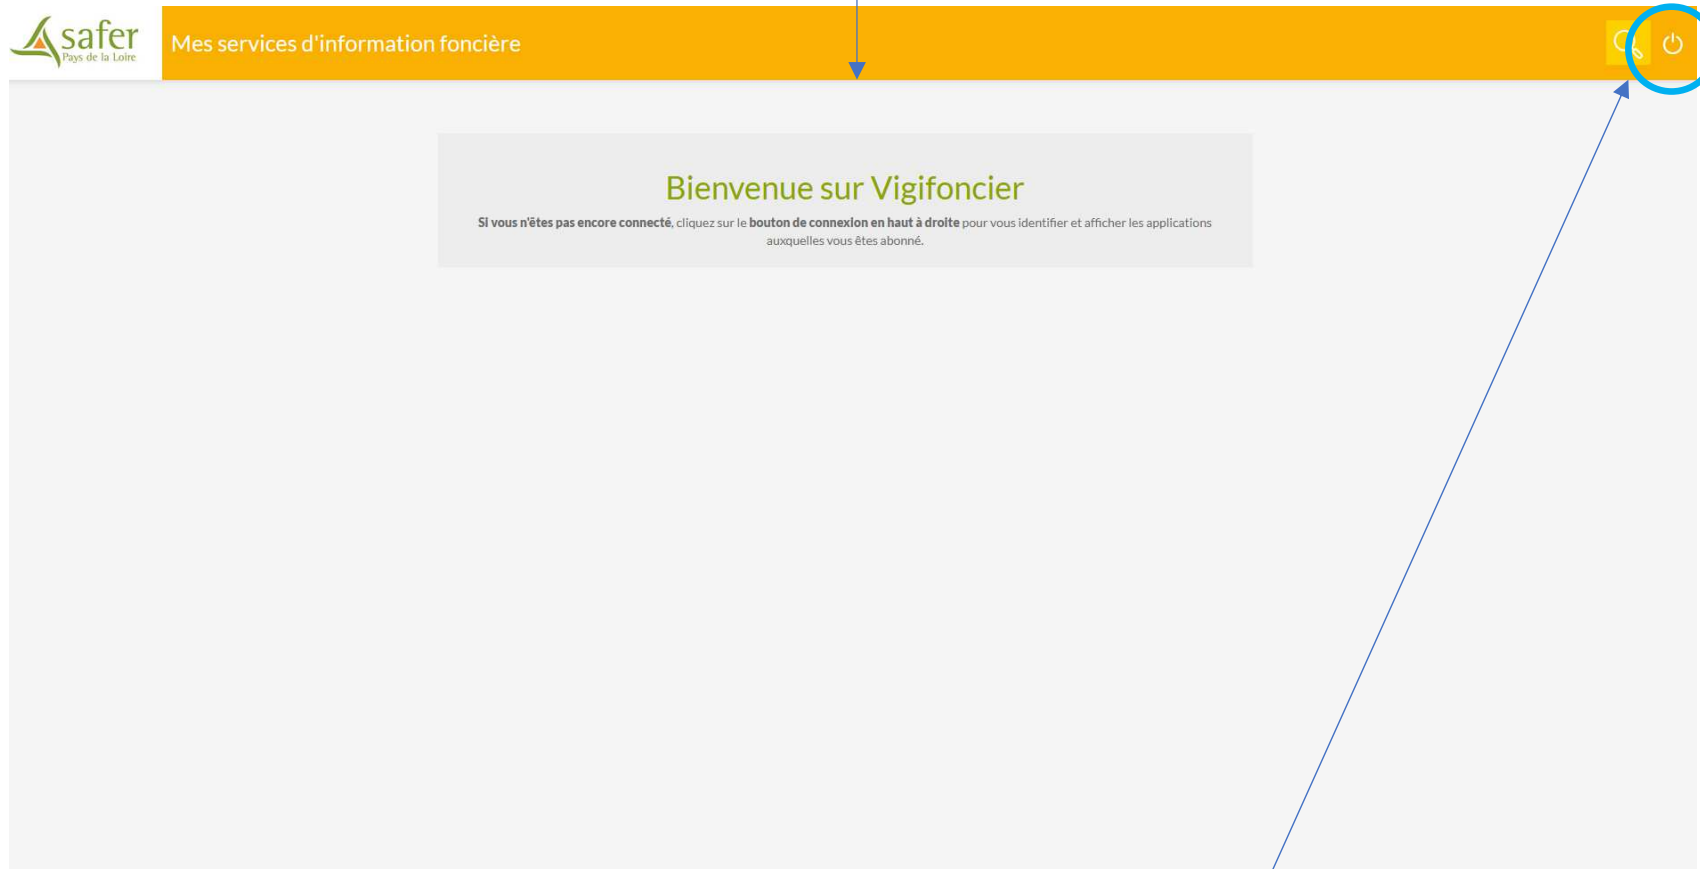 safer
Pays de la Loire
Mes services d'information foncière
Bienvenue sur Vigifoncier
Si vous n'êtes pas encore connecté, cliquez sur le bouton de connexion en haut à droite pour vous identifier et afficher les applications
auxquelles vous êtes abonné.